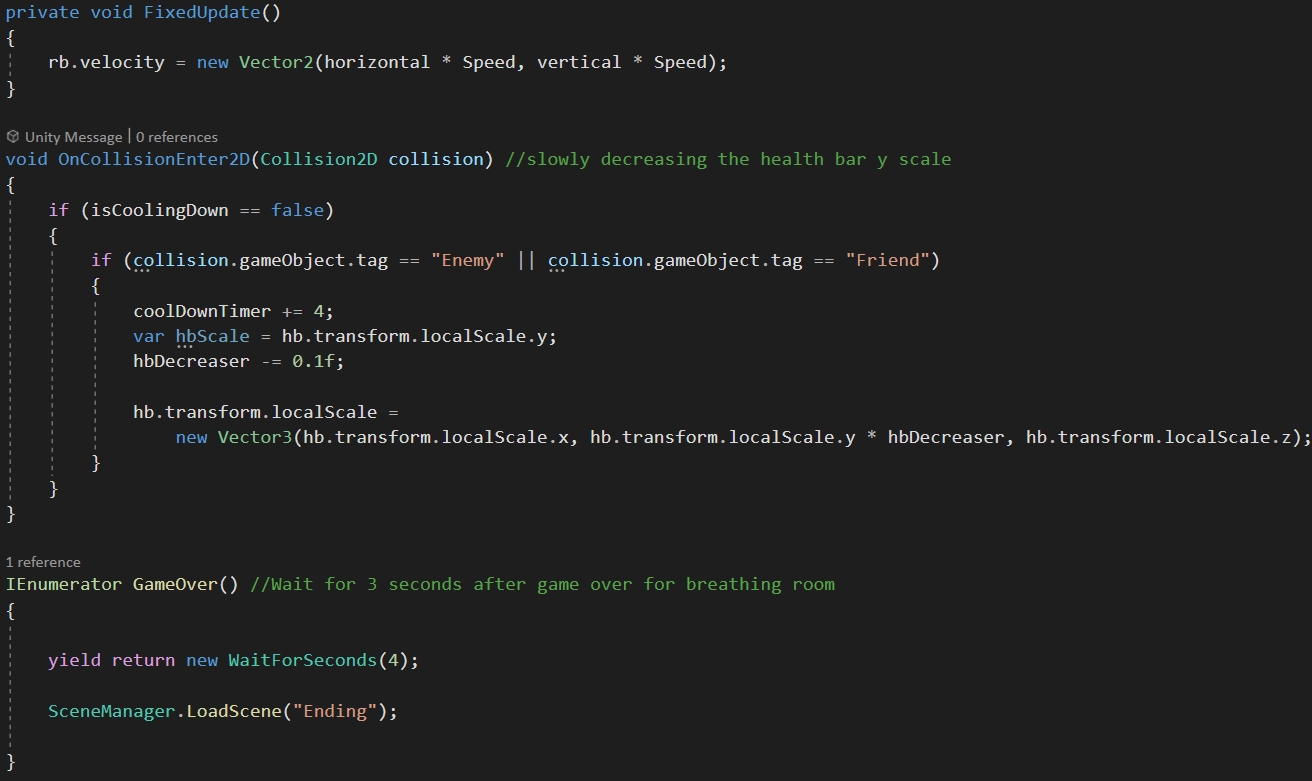 private void FixedUpdate()
{
rb.velocity = new Vector2(horizontal * Speed, vertical * Speed);
}
Unity Message | 0 references
void OnCollisionEnter2D(Collision2D collision) //slowly decreasing the health bar y scale
{
if (isCoolingDown == false)
{
if (collision.gameObject.tag == "Enemy" || collision.gameObject.tag == "Friend")
{
coolDownTimer += 4;
var hbScale = hb.transform.localScale.y;
hbDecreaser -= 0.1f;
hb.transform.localScale =
new Vector3(hb.transform.localScale.x, hb.transform.localScale.y * hbDecreaser, hb.transform.localScale.z);
}
}
}
1 reference
IEnumerator GameOver() //Wait for 3 seconds after game over for breathing room
{
yield return new WaitForSeconds(4);
SceneManager.LoadScene("Ending");
}